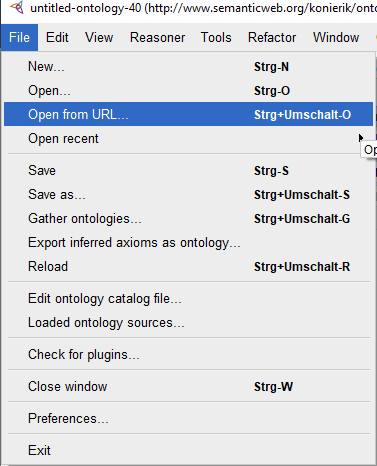 untitled-ontology-40 (http://www.semanticweb.org/konierik/onto
File Edit View Reasoner Tools Refactor Window
New... Strg-N
Open... Strg-O
Open from URL... Strg+Umschalt-O
Open recent
Op
Save Strg-S
Save as... Strg+Umschalt-S
Gather ontologies... Strg+Umschalt-G
Export inferred axioms as ontology...
Reload Strg+Umschalt-R
Edit ontology catalog file...
Loaded ontology sources...
Check for plugins...
Close window Strg-W
Preferences...
Exit